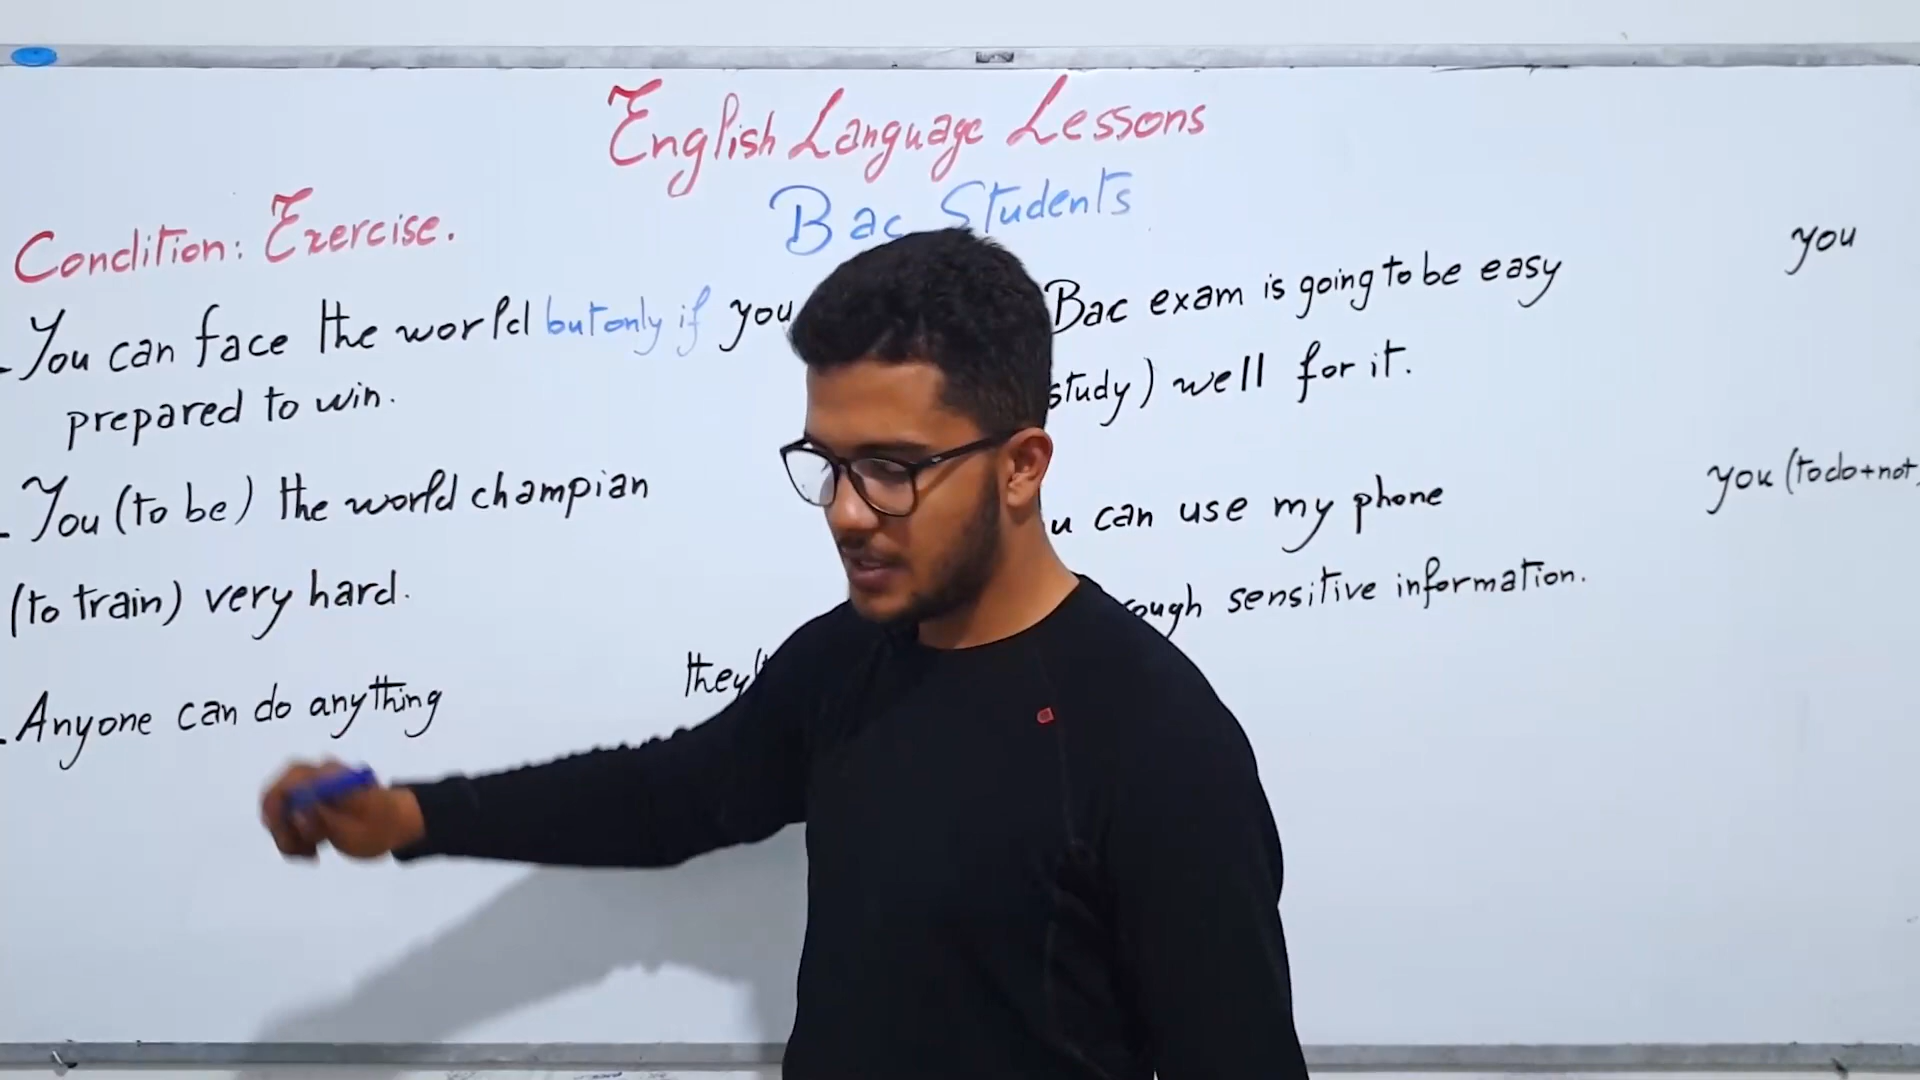 English Language Lessons
Bac Students
Condition: Exercise.
- You can face the world but only if you
prepared to win.
- You (to be) the world champian
(to train) very hard.
- Anyone can do anything
they
Bac exam is going to be easy
you
study) well for it.
can use my phone
you (to do + not
sensitive information.